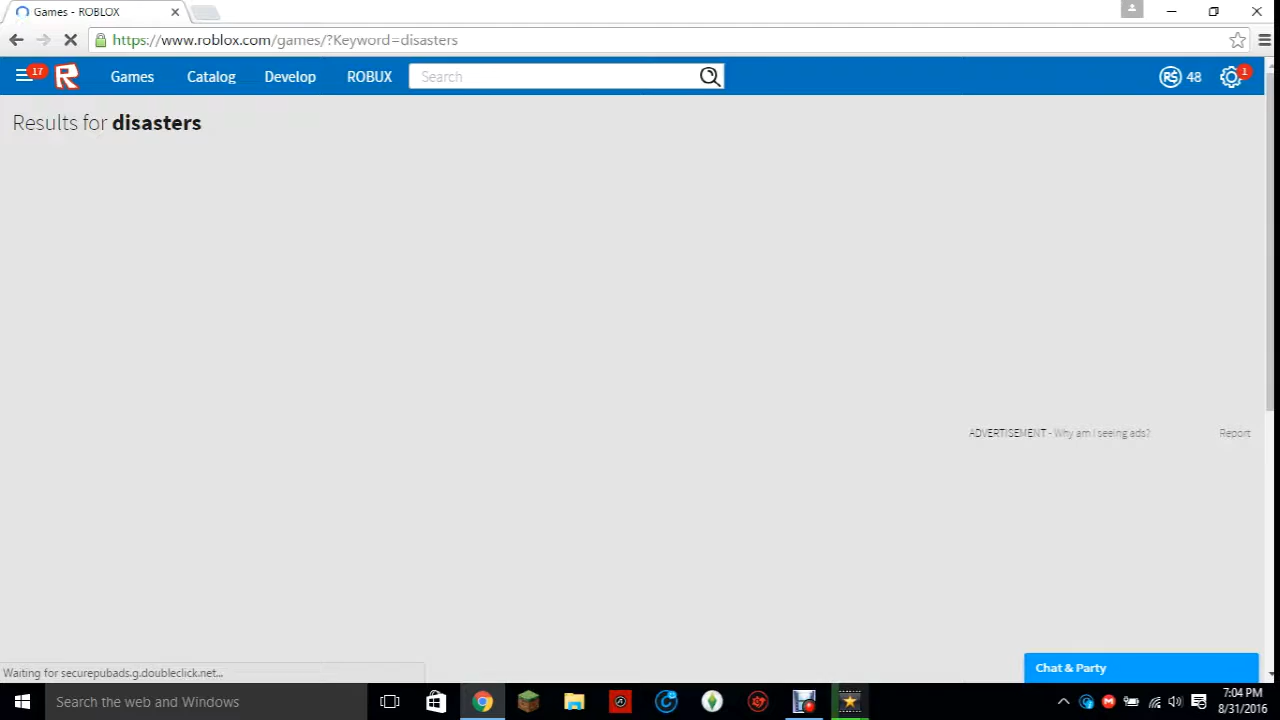 Games - ROBLOX
https://www.roblox.com/games/?Keyword=disasters
17
Games
Catalog
Develop
ROBUX
Search
R$ 48
1
Results for disasters
ADVERTISEMENT - Why am I seeing ads?
Report
Waiting for securepubads.g.doubleclick.net...
Chat & Party
Search the web and Windows
7:04 PM
8/31/2016